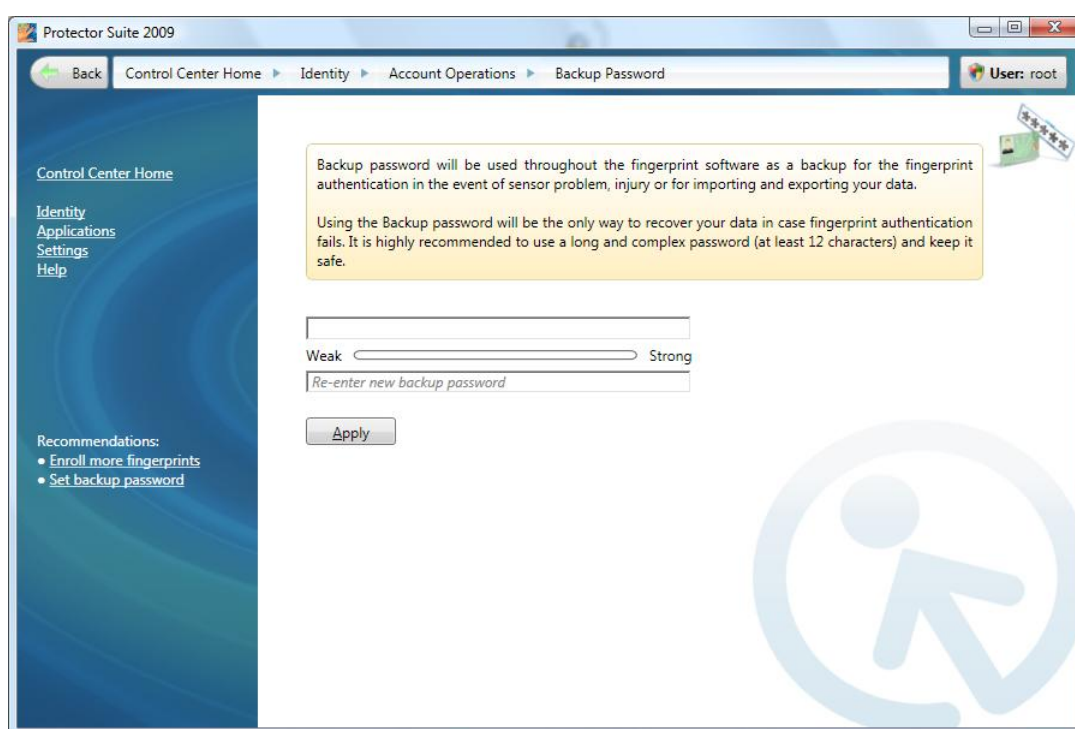 Protector Suite 2009
Back Control Center Home Identity Account Operations Backup Password User: root
*****
Control Center Home
Identity
Applications
Settings
Help
Recommendations:
• Enroll more fingerprints
• Set backup password
Backup password will be used throughout the fingerprint software as a backup for the fingerprint
authentication in the event of sensor problem, injury or for importing and exporting your data.
Using the Backup password will be the only way to recover your data in case fingerprint authentication
fails. It is highly recommended to use a long and complex password (at least 12 characters) and keep it
safe.
Weak Strong
Re-enter new backup password
Apply